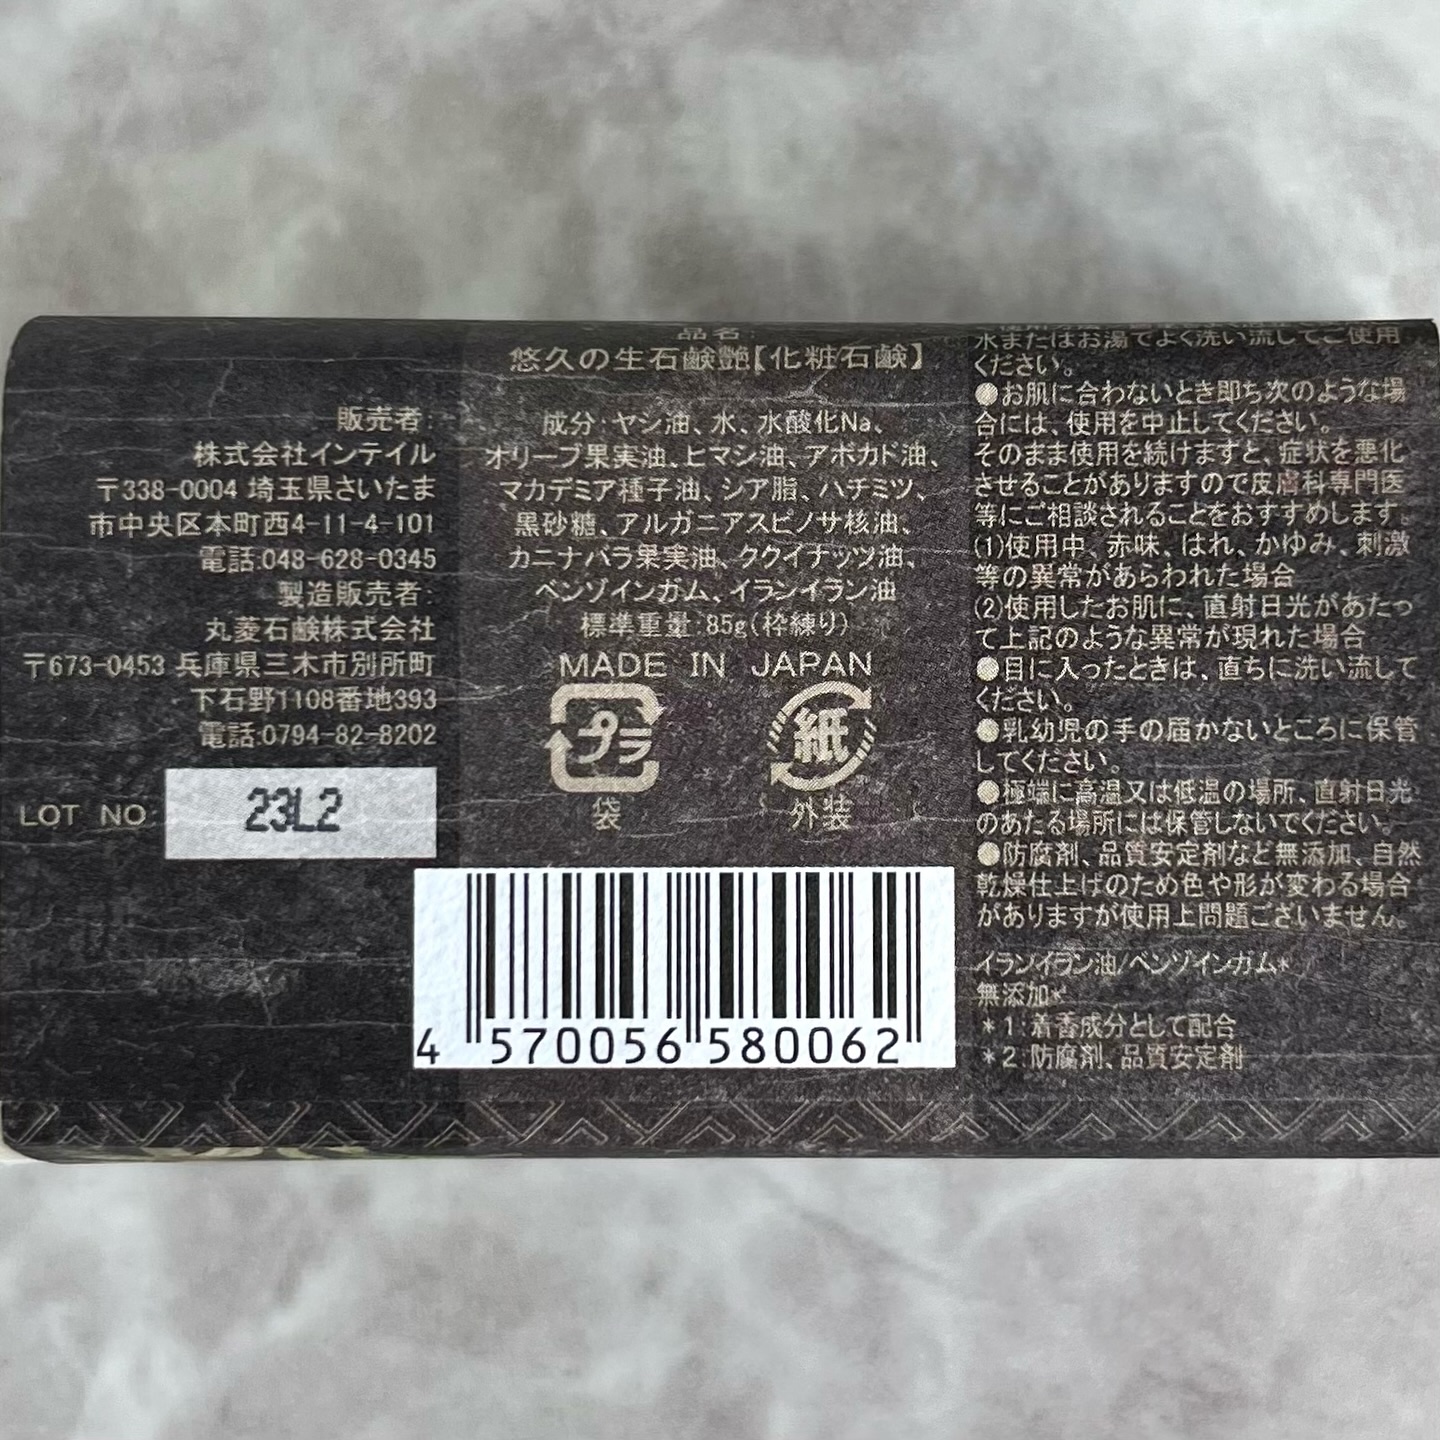 販売者:
株式会社インテイル
〒338-0004 埼玉県さいたま
市中央区本町西4-11-4-101
電話:048-628-0345
製造販売者:
丸菱石鹸株式会社
〒673-0453 兵庫県三木市別所町
下石野1108番地393
電話:0794-82-8202
LOT NO 23L2
品名:
悠久の生石鹸艶【化粧石鹸】
成分:ヤシ油、水、水酸化Na、
オリーブ果実油、ヒマシ油、アボカド油、
マカデミア種子油、シア脂、ハチミツ、
黒砂糖、アルガニアスピノサ核油、
カニナバラ果実油、ククイナッツ油、
ベンゾインガム、イランイラン油
標準重量:85g(枠練り)
MADE IN JAPAN
プラ
袋
紙
外装
4 570056 580062
水またはお湯でよく洗い流してご使用
ください。
●お肌に合わないとき即ち次のような場
合には、使用を中止してください。
そのまま使用を続けますと、症状を悪化
させることがありますので皮膚科専門医
等にご相談されることをおすすめします。
(1)使用中、赤味、はれ、かゆみ、刺激
等の異常があらわれた場合
(2)使用したお肌に、直射日光があたっ
て上記のような異常が現れた場合
●目に入ったときは、直ちに洗い流して
ください。
●乳幼児の手の届かないところに保管
してください。
●極端に高温又は低温の場所、直射日光
のあたる場所には保管しないでください。
●防腐剤、品質安定剤など無添加、自然
乾燥仕上げのため色や形が変わる場合
がありますが使用上問題ございません。
イランイラン油/ベンゾインガム*
無添加*
*1:着香成分として配合
*2:防腐剤、品質安定剤